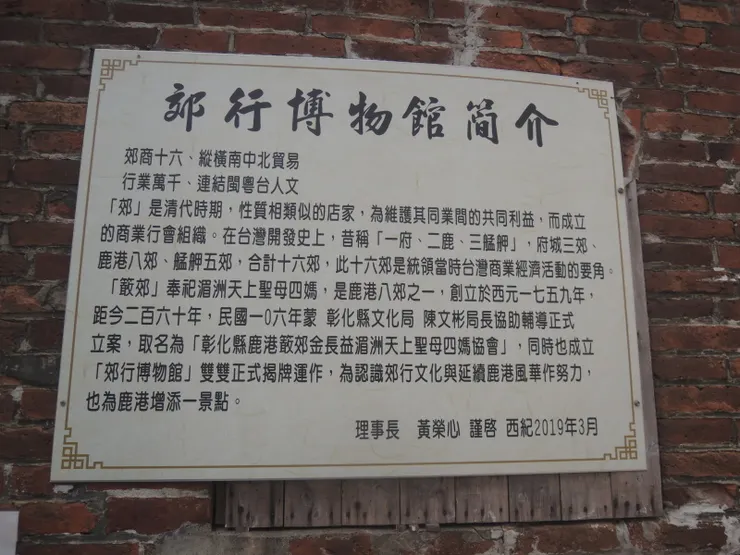 郊行博物館簡介
郊商十六、縱橫南中北貿易
行業萬千、連結閩粵台人文
「郊」是清代時期，性質相類似的店家，為維護其同業間的共同利益，而成立
的商業行會組織。在台灣開發史上，昔稱「一府、二鹿、三艋舺」，府城三郊、
鹿港八郊、艋舺五郊，合計十六郊，此十六郊是統領當時台灣商業經濟活動的要角。
「簸郊」奉祀湄洲天上聖母四媽，是鹿港八郊之一，創立於西元一七五九年，
距今二百六十年，民國一0六年蒙 彰化縣文化局 陳文彬局長協助輔導正式
立案，取名為「彰化縣鹿港簸郊金長益湄洲天上聖母四媽協會」，同時也成立
「郊行博物館」雙雙正式揭牌運作，為認識郊行文化與延續鹿港風華作努力，
也為鹿港增添一景點。
理事長 黃榮心 謹啓 西紀2019年3月